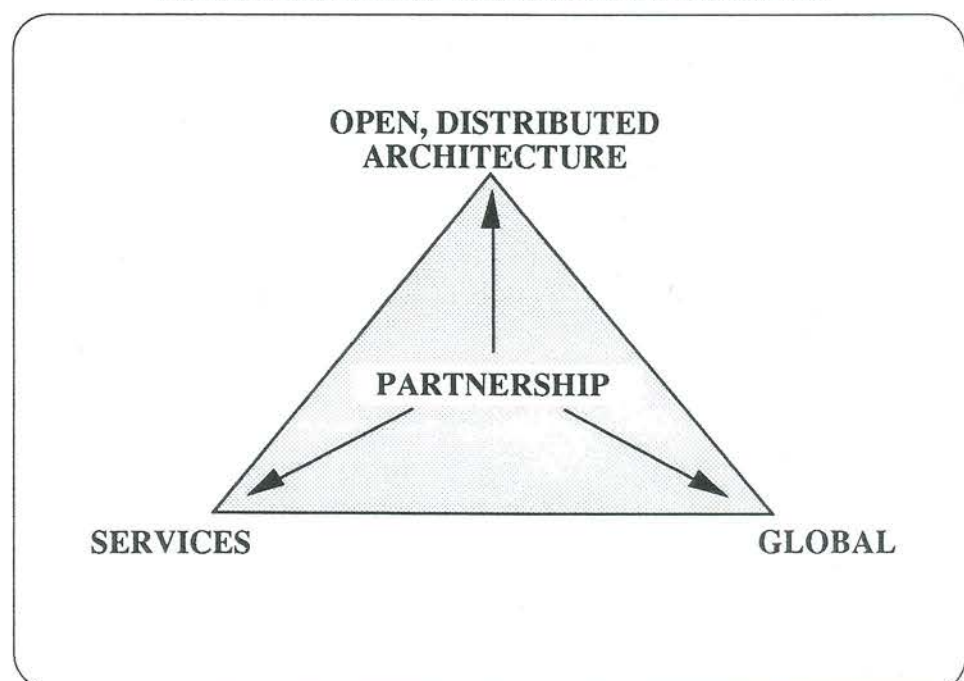 OPEN, DISTRIBUTED
ARCHITECTURE
PARTNERSHIP
SERVICES
GLOBAL